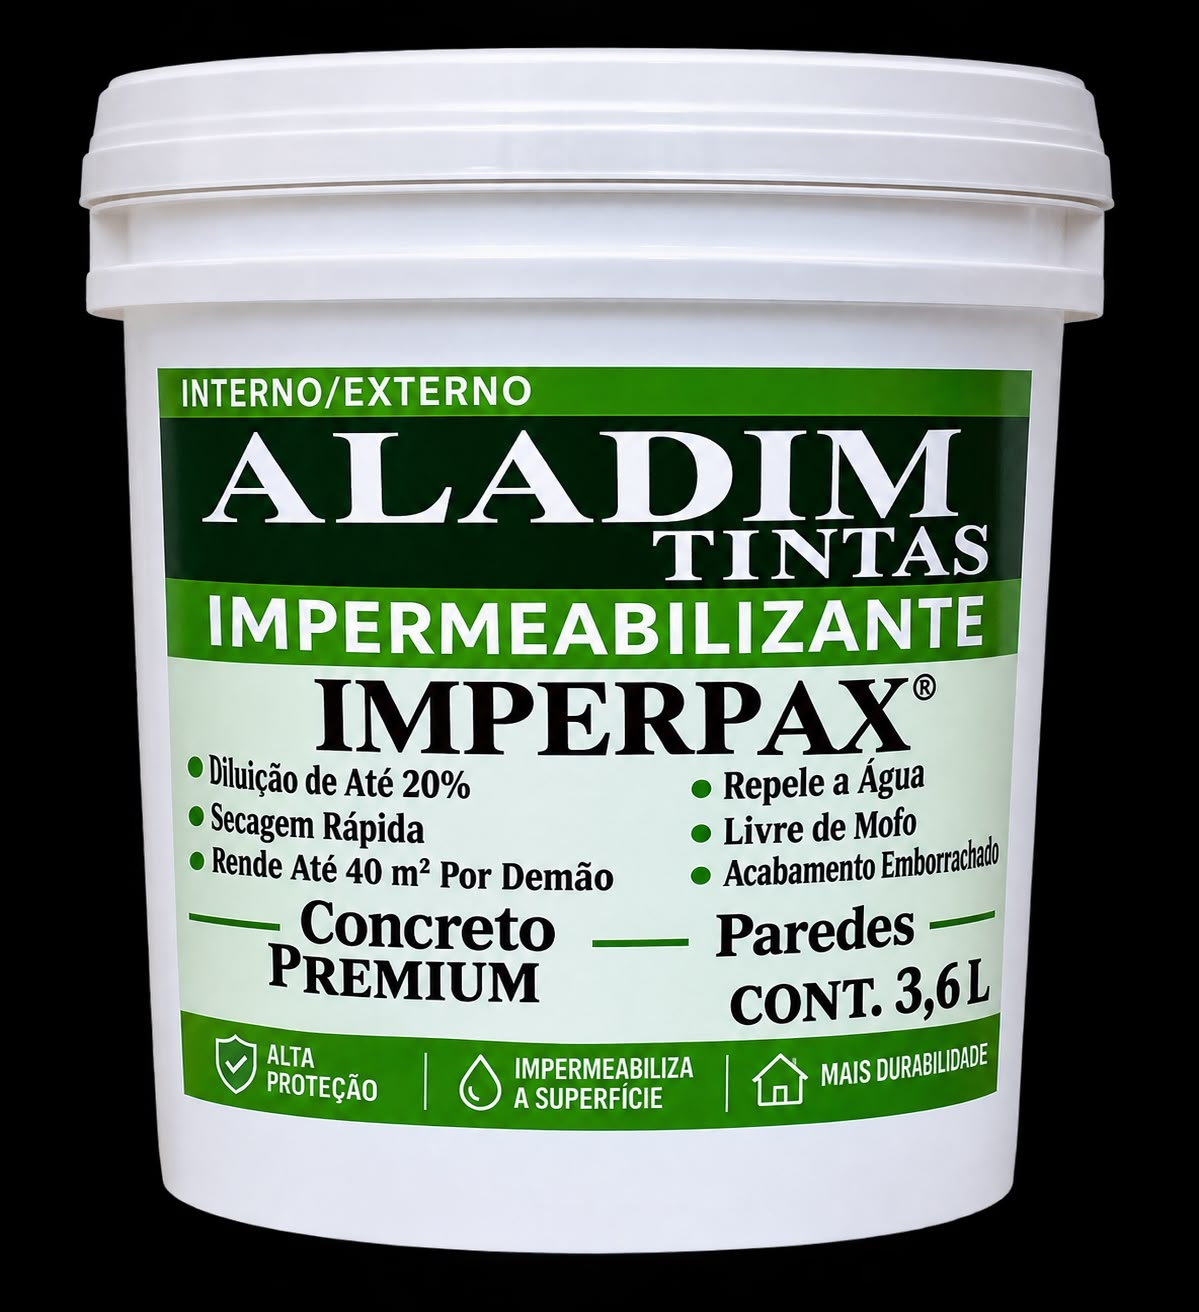 INTERNO/EXTERNO
ALADIM
TINTAS
IMPERMEABILIZANTE
IMPERPAX®
Diluição de Até 20%
Secagem Rápida
Rende Até 40 m² Por Demão
Repele a Água
Livre de Mofo
Acabamento Emborrachado
Concreto
PREMIUM
Paredes
CONT. 3,6 L
ALTA
PROTEÇÃO
IMPERMEABILIZA
A SUPERFÍCIE
MAIS DURABILIDADE